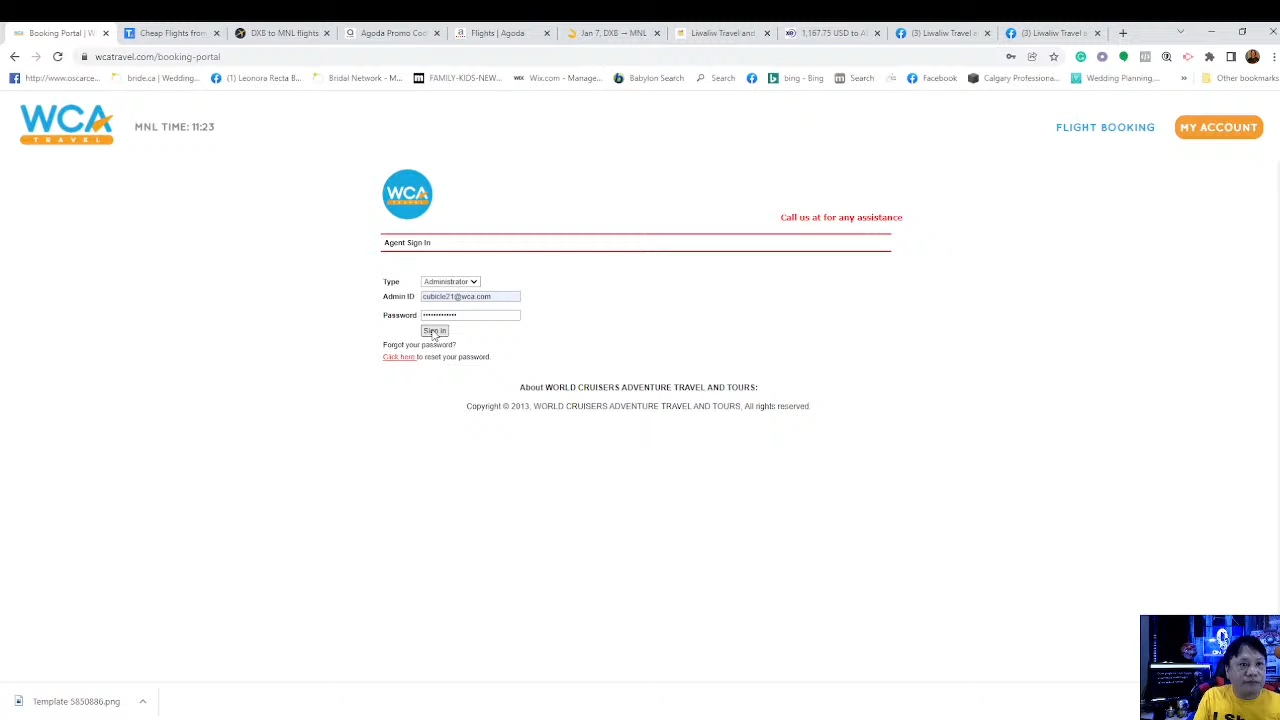 Booking Portal | W
Cheap Flights from
DXB to MNL flights
Agoda Promo Cod
Flights | Agoda
Jan 7, DXB → MNL
Liwaliw Travel and
1,167.75 USD to A
(3) Liwaliw Travel a
(3) Liwaliw Travel a
wcatravel.com/booking-portal
http://www.oscarce...
bride.ca | Wedding...
(1) Leonora Recta B...
Bridal Network - M...
FAMILY-KIDS-NEW...
Wix.com - Manage...
Babylon Search
Search
bing - Bing
Search
Facebook
Calgary Professiona...
Wedding Planning,...
»
Other bookmarks
WCA
TRAVEL
MNL TIME: 11:23
FLIGHT BOOKING
MY ACCOUNT
WCA
TRAVEL
Call us at for any assistance
Agent Sign In
Type Administrator
Admin ID cubicle21@wca.com
Password ••••••••••••
Sign In
Forgot your password?
Click here to reset your password.
About WORLD CRUISERS ADVENTURE TRAVEL AND TOURS:
Copyright © 2013, WORLD CRUISERS ADVENTURE TRAVEL AND TOURS, All rights reserved.
Template 5850886.png